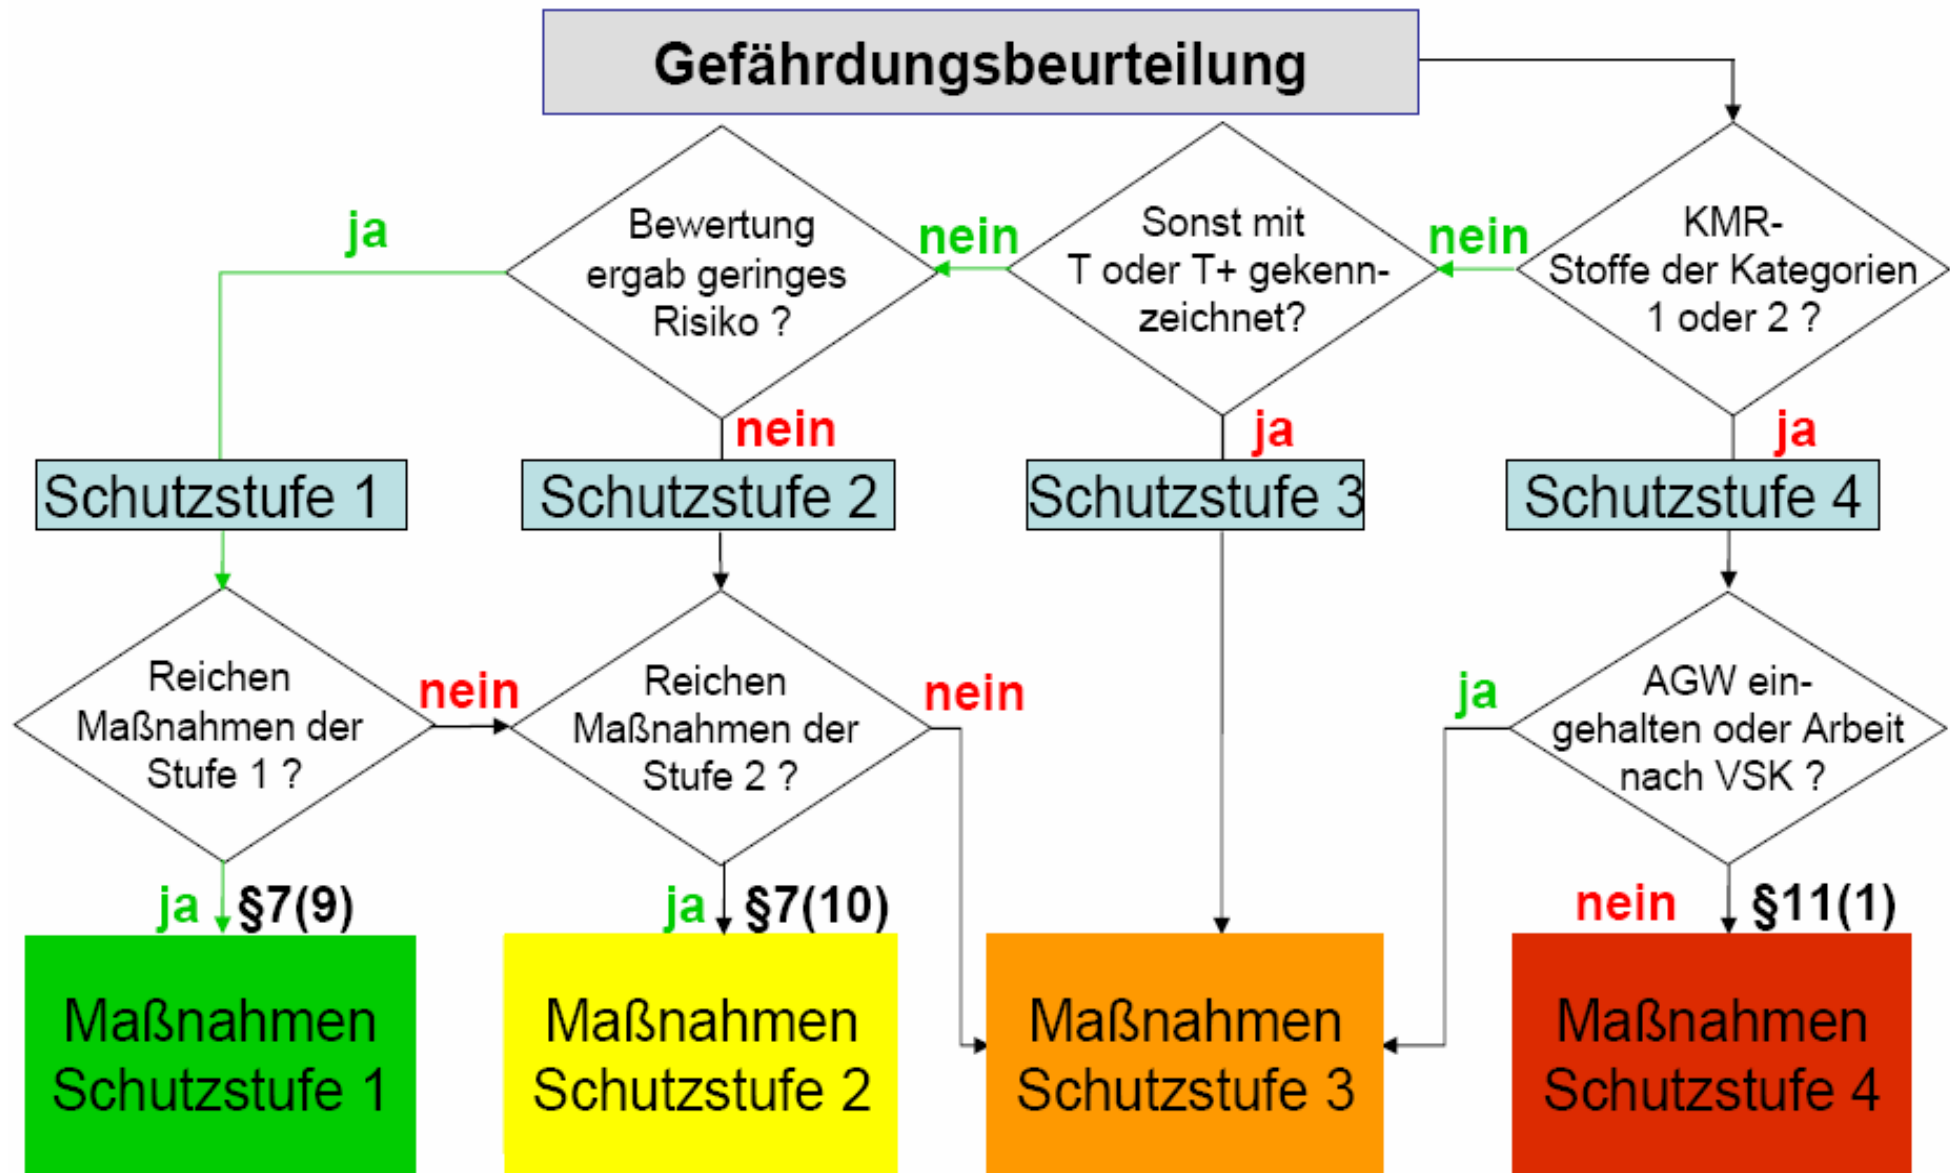 Gefährdungsbeurteilung
ja
Bewertung
ergab geringes
Risiko ?
nein
Sonst mit
T oder T+ gekenn-
zeichnet?
nein
KMR-
Stoffe der Kategorien
1 oder 2 ?
nein
ja
ja
Schutzstufe 1
Schutzstufe 2
Schutzstufe 3
Schutzstufe 4
Reichen
Maßnahmen der
Stufe 1 ?
nein
Reichen
Maßnahmen der
Stufe 2 ?
nein
ja
AGW ein-
gehalten oder Arbeit
nach VSK ?
ja §7(9)
ja §7(10)
nein §11(1)
Maßnahmen
Schutzstufe 1
Maßnahmen
Schutzstufe 2
Maßnahmen
Schutzstufe 3
Maßnahmen
Schutzstufe 4